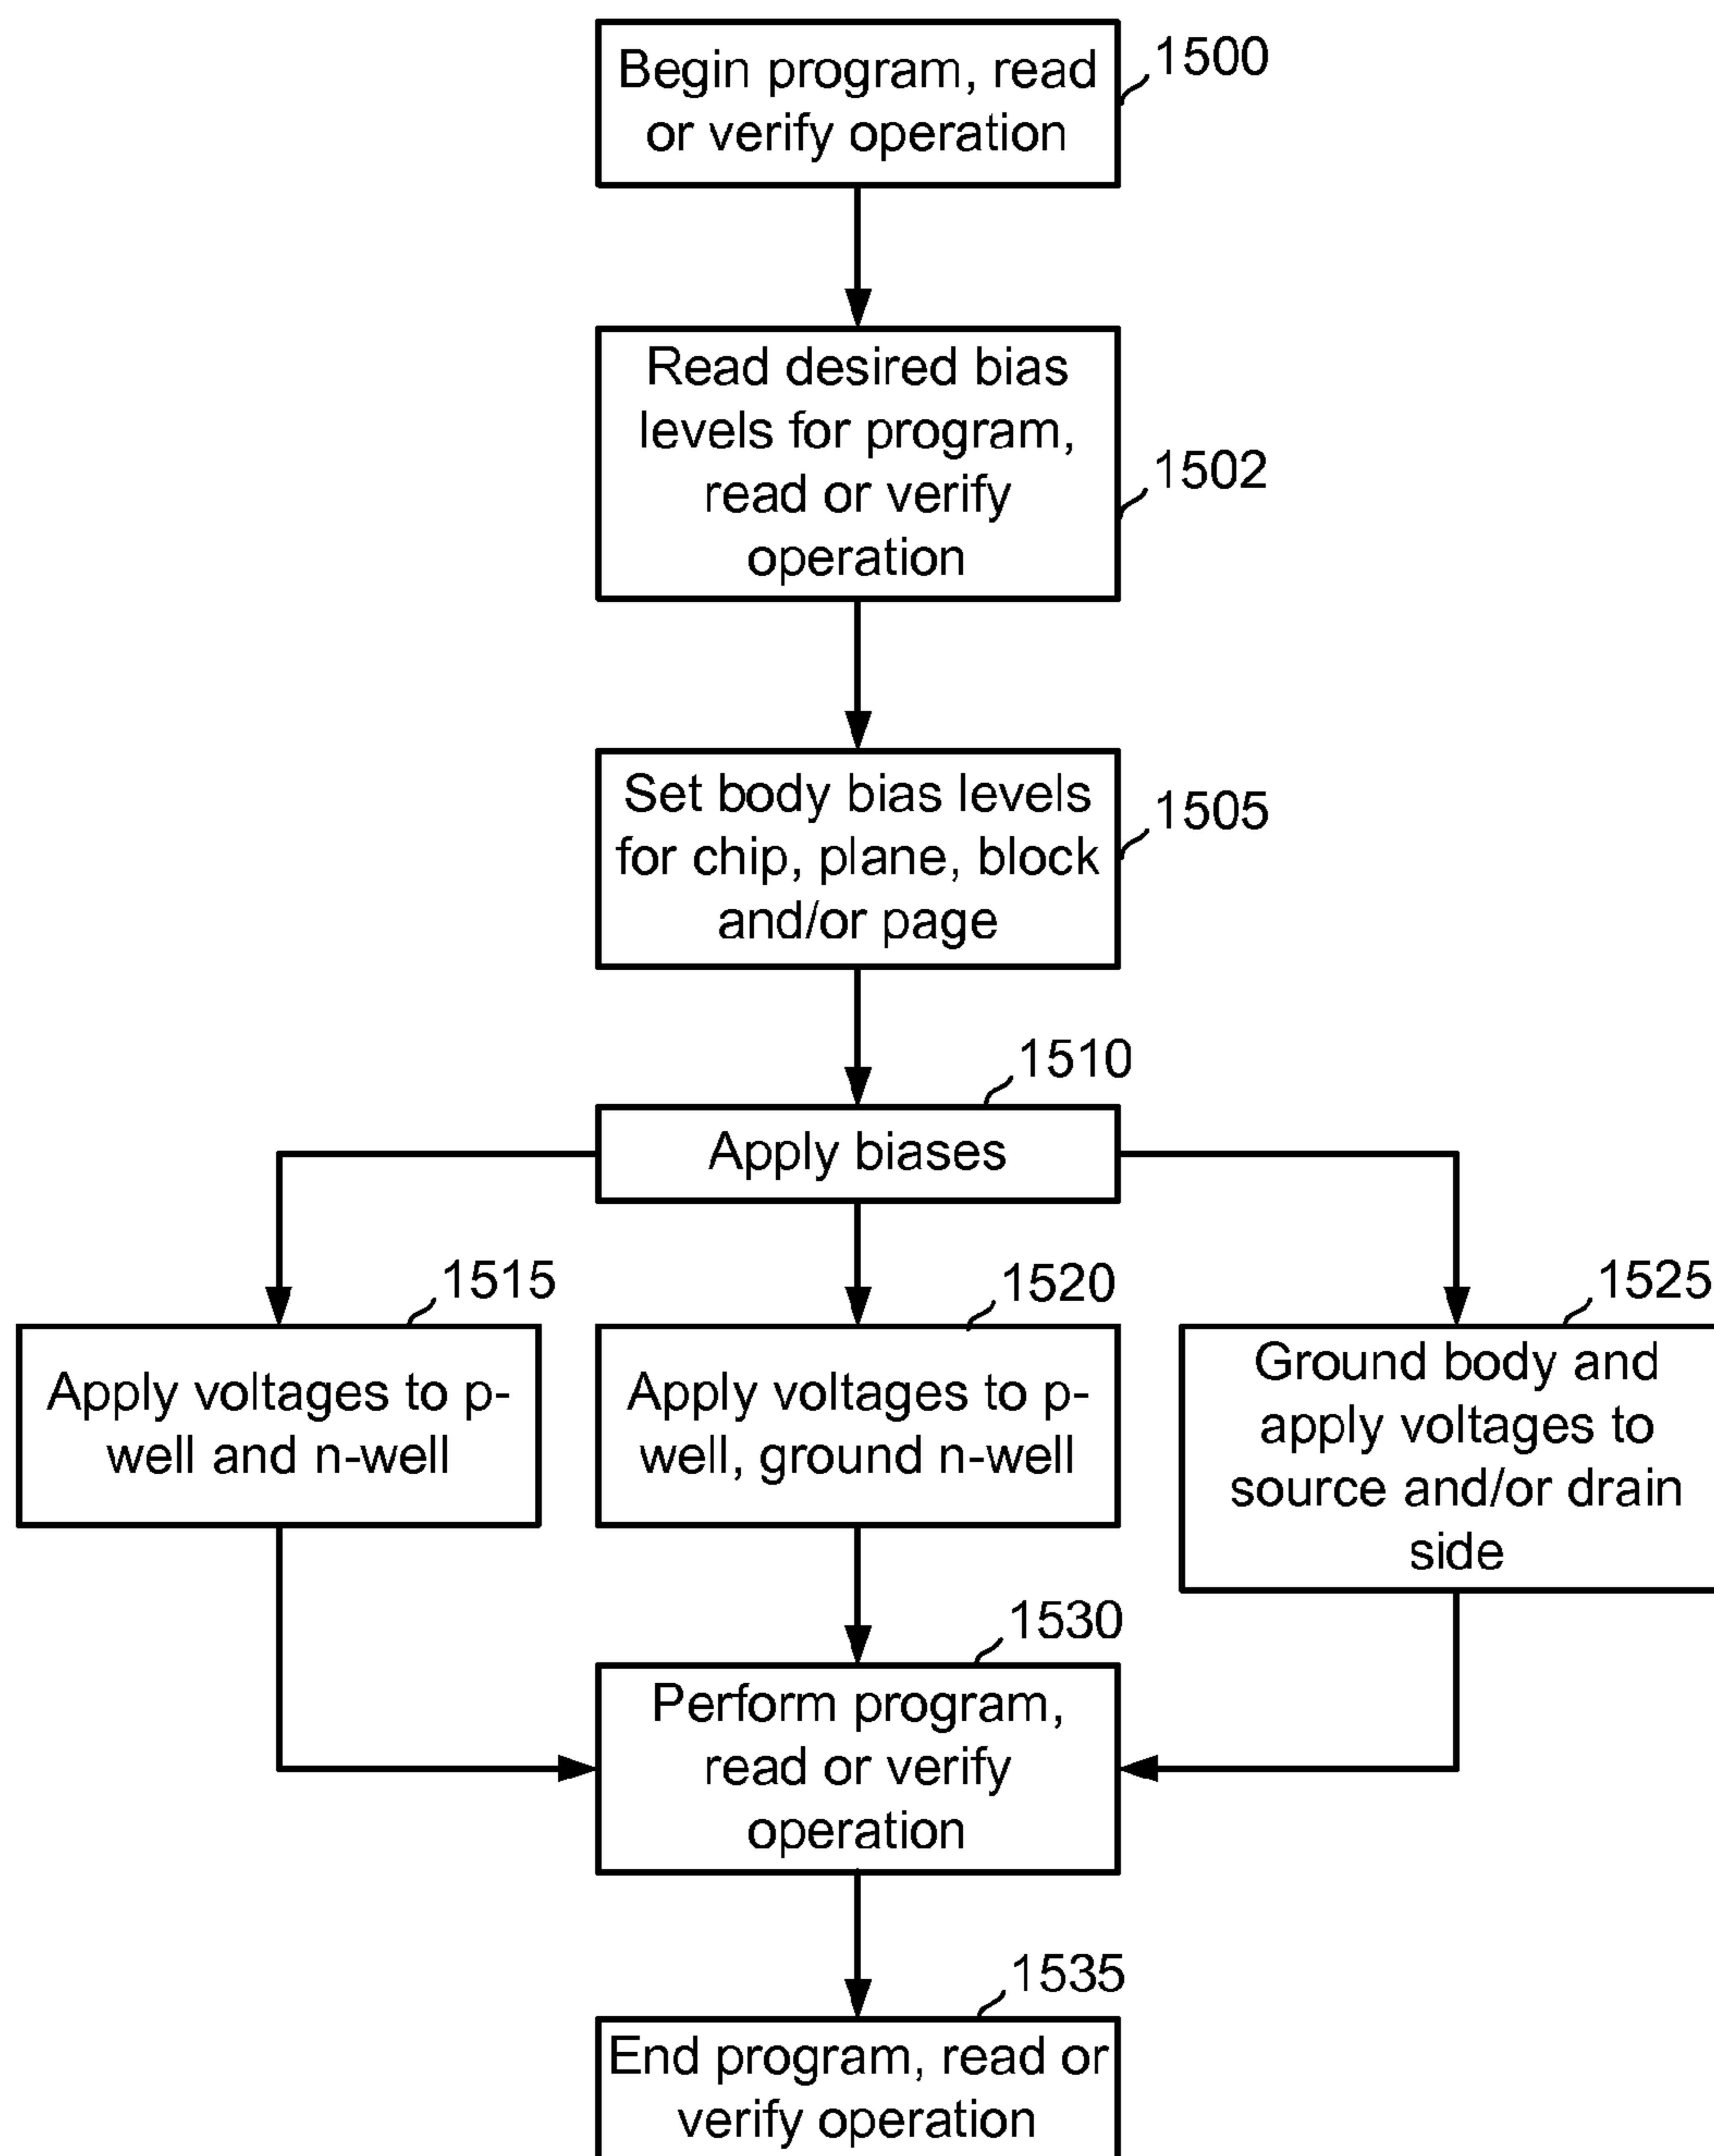 Begin program, read
or verify operation
1500
Read desired bias
levels for program,
read or verify
operation
1502
Set body bias levels
for chip, plane, block
and/or page
1505
1510
Apply biases
1515
Apply voltages to p-
well and n-well
1520
Apply voltages to p-
well, ground n-well
1525
Ground body and
apply voltages to
source and/or drain
side
1530
Perform program,
read or verify
operation
1535
End program, read or
verify operation